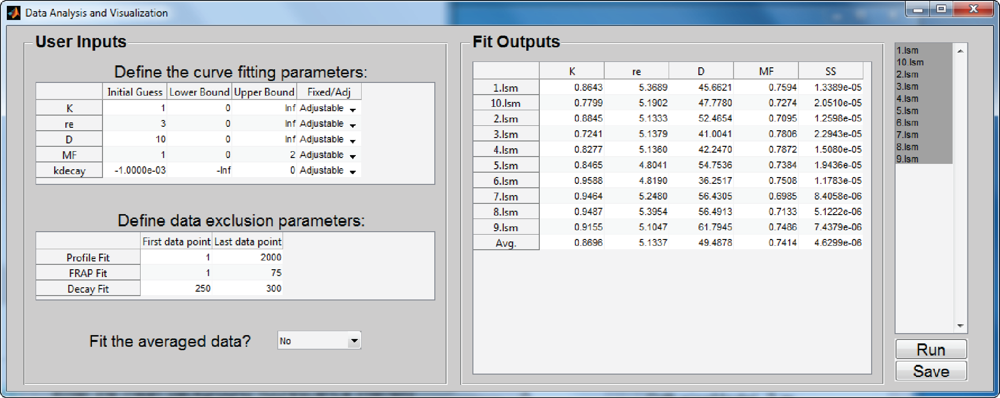 Data Analysis and Visualization
User Inputs
Define the curve fitting parameters:
Initial Guess Lower Bound Upper Bound Fixed/Adj
K 1 0 Inf Adjustable
re 3 0 Inf Adjustable
D 10 0 Inf Adjustable
MF 1 0 2 Adjustable
kdecay -1.0000e-03 -Inf 0 Adjustable
Define data exclusion parameters:
First data point Last data point
Profile Fit 1 2000
FRAP Fit 1 75
Decay Fit 250 300
Fit the averaged data? No
Fit Outputs
K re D MF SS
1.lsm 0.8643 5.3689 45.6621 0.7594 1.3389e-05
10.lsm 0.7799 5.1902 47.7780 0.7274 2.0510e-05
2.lsm 0.8845 5.1333 52.4654 0.7095 1.2598e-05
3.lsm 0.7241 5.1379 41.0041 0.7806 2.2943e-05
4.lsm 0.8277 5.1360 42.2470 0.7872 1.5080e-05
5.lsm 0.8465 4.8041 54.7536 0.7384 1.9436e-05
6.lsm 0.9588 4.8190 36.2517 0.7508 1.1783e-05
7.lsm 0.9464 5.2480 56.4305 0.6985 8.4058e-06
8.lsm 0.9487 5.3954 56.4913 0.7133 5.1222e-06
9.lsm 0.9155 5.1047 61.7945 0.7486 7.4379e-06
Avg. 0.8696 5.1337 49.4878 0.7414 4.6299e-06
1.lsm
10.lsm
2.lsm
3.lsm
4.lsm
5.lsm
6.lsm
7.lsm
8.lsm
9.lsm
Run
Save